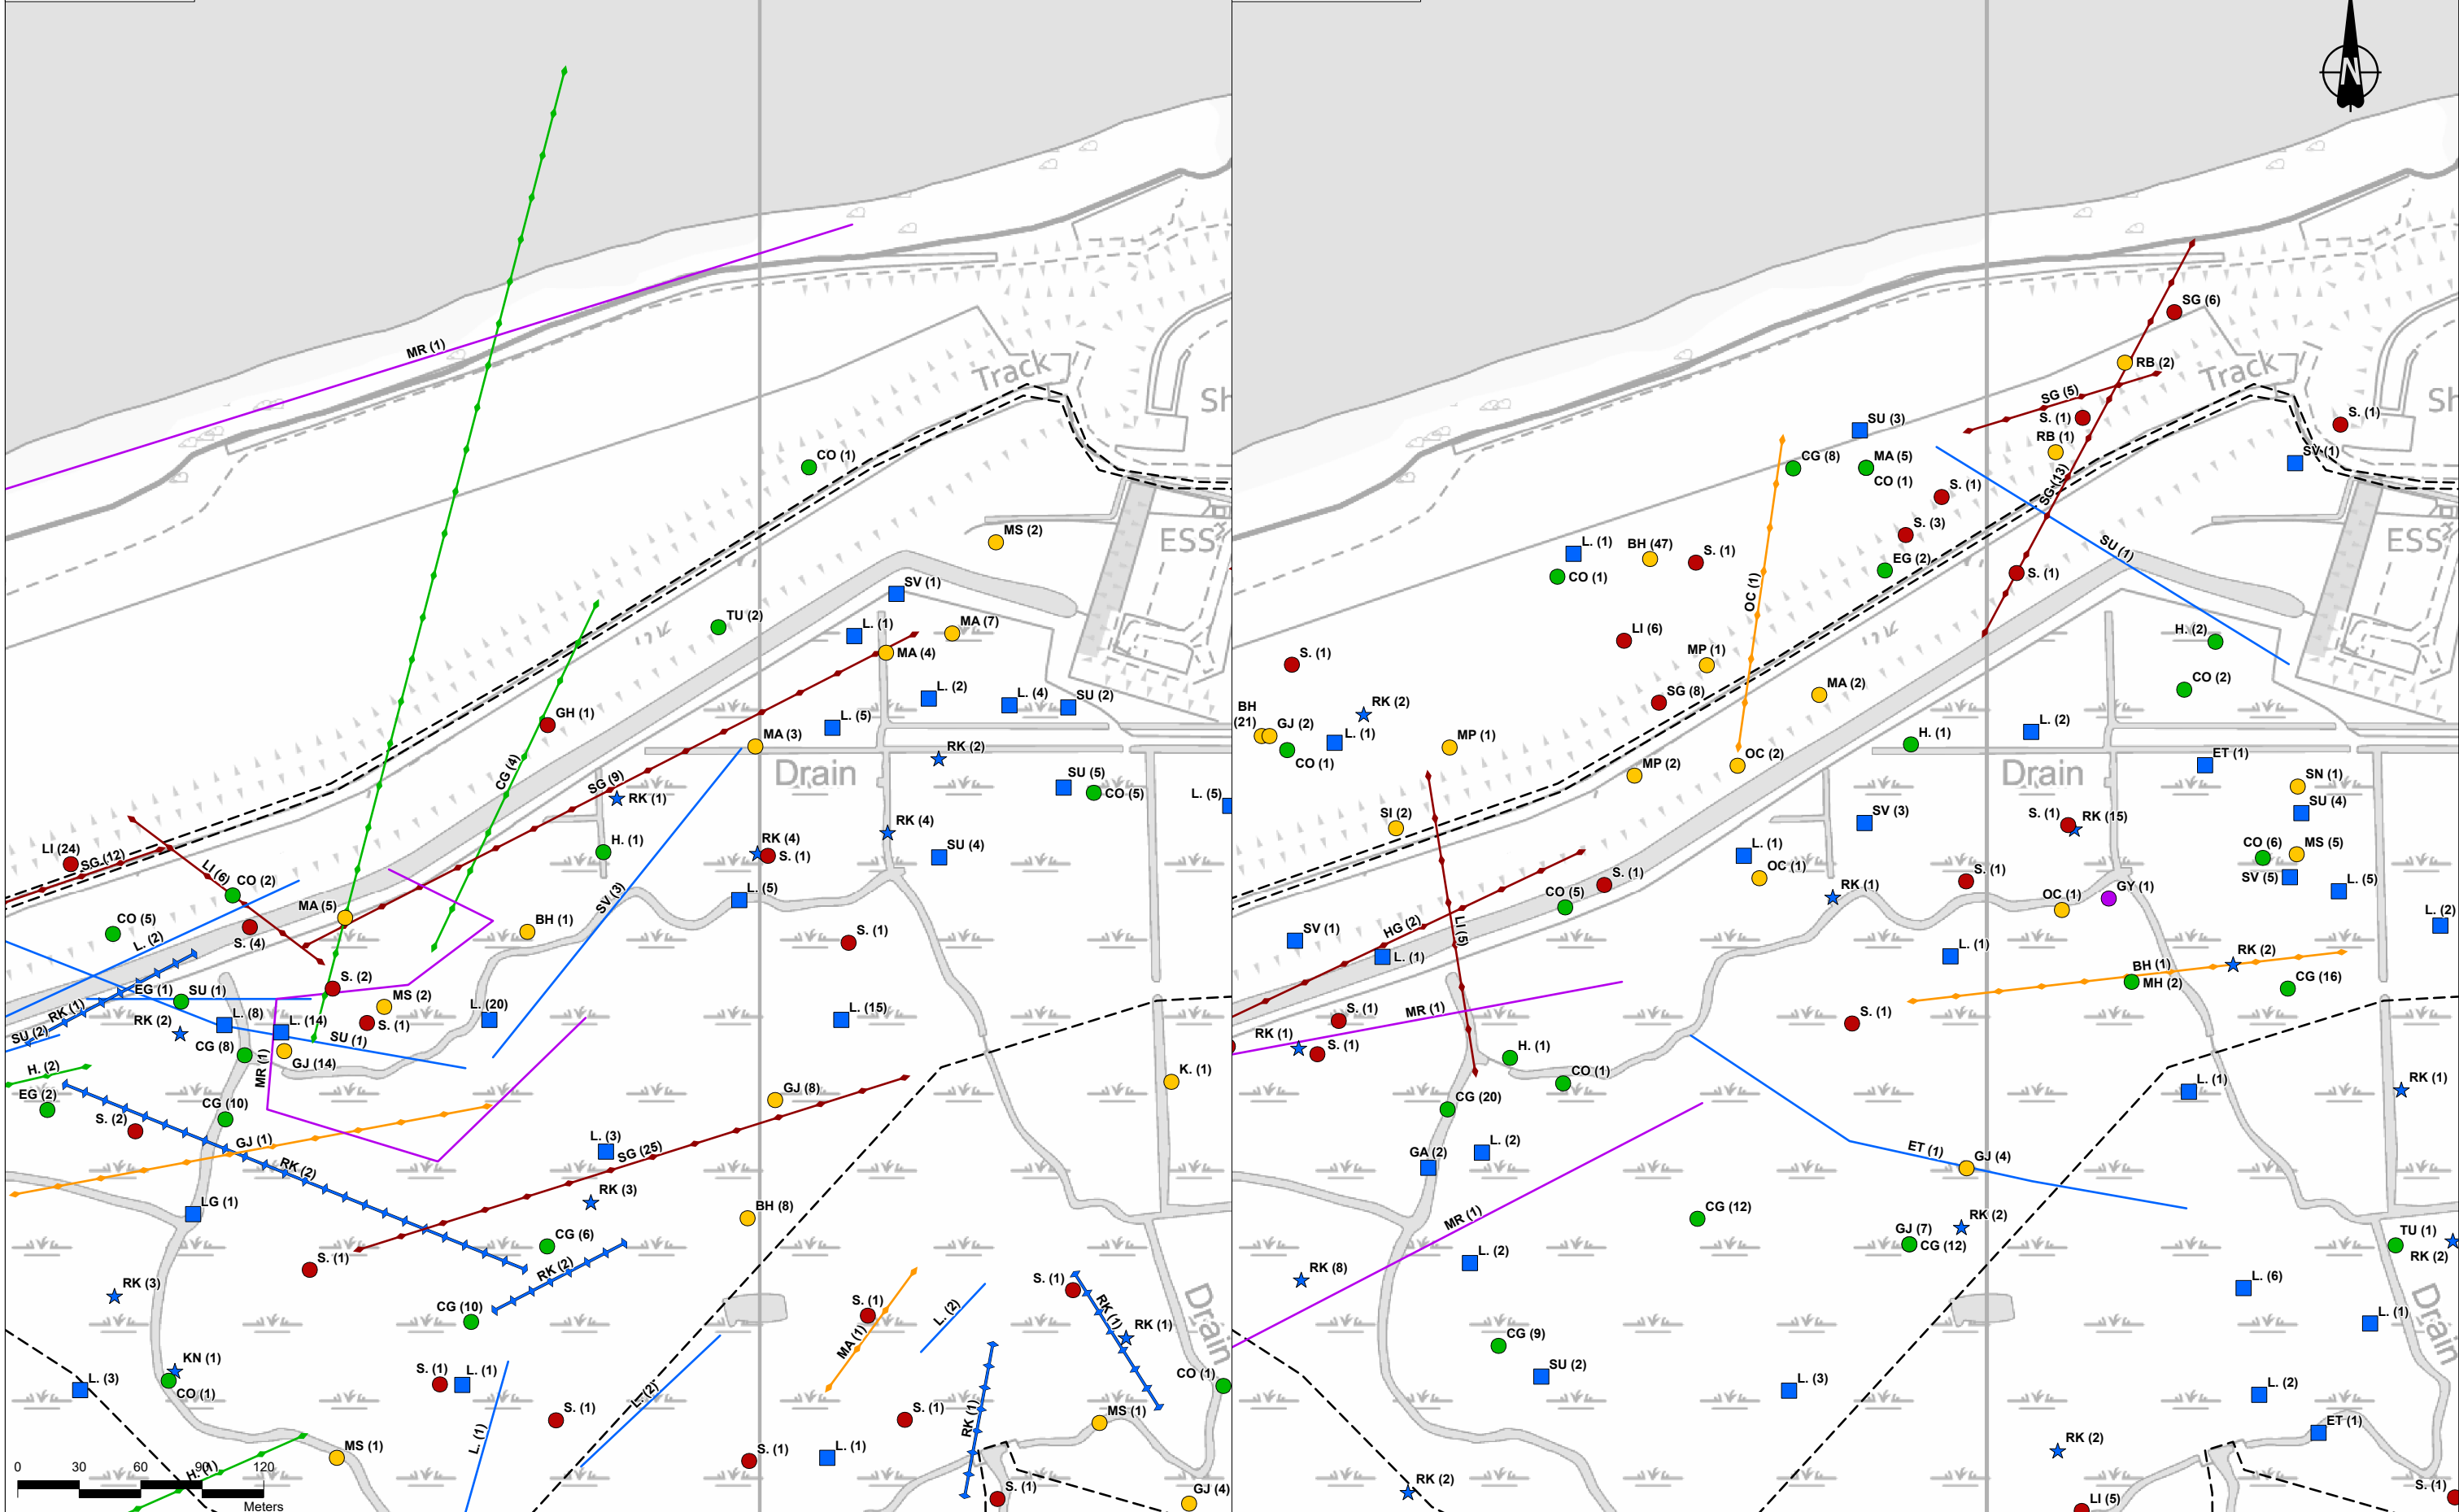 N
MR (1)
Track
Sh
CO (1)
MS (2)
ESS
SV (1)
TU (2)
L. (1)
MA (7)
MA (4)
L. (2)
L. (4)
SU (2)
GH (1)
L. (5)
MA (3)
RK (2)
Drain
CG (4)
SG (9)
SU (5)
CO (5)
L. (5)
RK (1)
RK (4)
RK (4)
S. (1)
SU (4)
H. (1)
LI (24)
SG (12)
LI (6)
CO (2)
SV (3)
L. (5)
MA (5)
BH (1)
CO (5)
L. (2)
S. (4)
S. (1)
S. (2)
EG (1)
SU (1)
MS (2)
L. (20)
RK (1)
RK (2)
L. (8)
L. (14)
S. (1)
L. (15)
SU (2)
SU (1)
CG (8)
GJ (14)
MR (1)
H. (2)
K. (1)
EG (2)
CG (10)
GJ (8)
S. (2)
GJ (1)
RK (2)
L. (3)
SG (25)
RK (3)
LG (1)
BH (8)
CG (6)
S. (1)
RK (2)
RK (3)
S. (1)
CG (10)
S. (1)
L. (2)
RK (1)
RK (1)
MA (1)
Drain
KN (1)
CO (1)
L. (3)
S. (1)
L. (1)
CO (1)
L. (2)
S. (1)
S. (1)
RK (1)
MS (1)
L. (1)
MS (1)
S. (1)
L. (1)
H. (1)
S. (1)
GJ (4)
0 30 60 90 120
Meters
SG (6)
RB (2)
Track
SG (5)
Sh
SU (3)
S. (1)
S. (1)
RB (1)
CG (8)
MA (5)
CO (1)
SV (1)
SG (13)
S. (1)
S. (3)
ESS
SU (1)
L. (1)
BH (47)
S. (1)
CO (1)
EG (2)
S. (1)
OC (1)
LI (6)
H. (2)
S. (1)
MP (1)
MA (2)
CO (2)
SG (8)
RK (2)
BH
(21)
GJ (2)
L. (1)
CO (1)
MP (1)
L. (2)
H. (1)
OC (2)
MP (2)
ET (1)
Drain
SN (1)
SU (4)
SI (2)
SV (3)
S. (1)
RK (15)
L. (1)
CO (6)
MS (5)
OC (1)
S. (1)
SV (5)
L. (5)
CO (5)
S. (1)
RK (1)
GY (1)
OC (1)
HG (2)
LI (5)
L. (2)
SV (1)
L. (1)
L. (1)
RK (2)
BH (1)
MH (2)
CG (16)
MR (1)
S. (1)
S. (1)
RK (1)
S. (1)
H. (1)
CO (1)
L. (1)
RK (1)
CG (20)
L. (2)
GA (2)
ET (1)
GJ (4)
CG (12)
MR (1)
RK (2)
GJ (7)
CG (12)
TU (1)
RK (2)
L. (2)
RK (8)
L. (6)
L. (1)
Drain
CG (9)
SU (2)
L. (3)
L. (2)
ET (1)
RK (2)
RK (2)
S. (1)
LI (5)